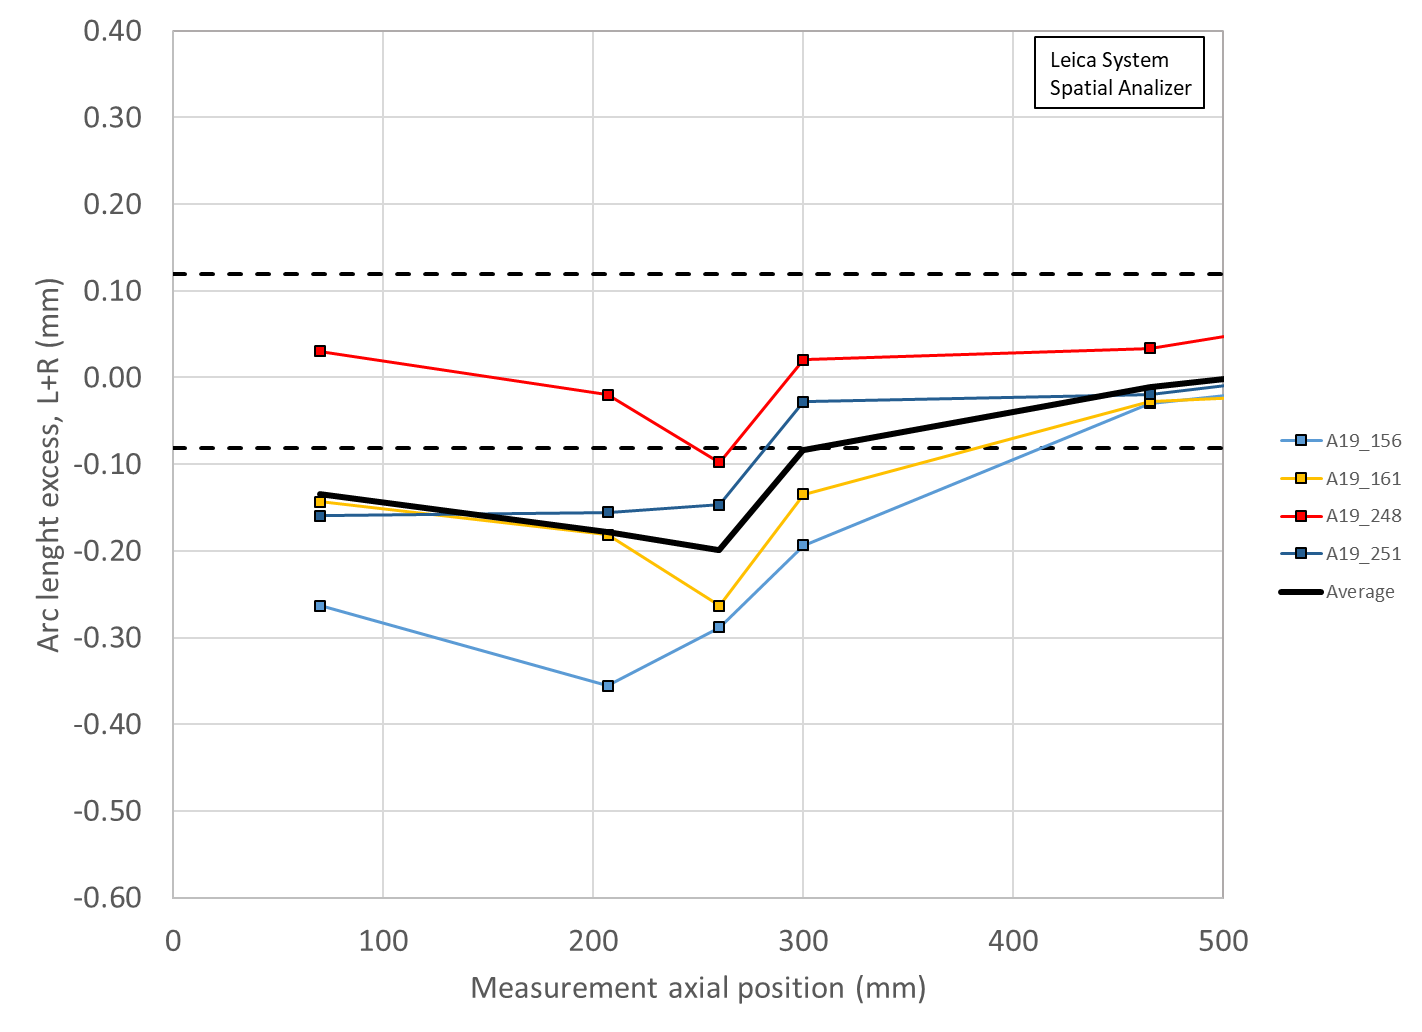 0.40
0.30
0.20
0.10
0.00
-0.10
-0.20
-0.30
-0.40
-0.50
-0.60
Arc lenght excess, L+R (mm)
Leica System
Spatial Analizer
0 100 200 300 400 500
Measurement axial position (mm)
A19_156
A19_161
A19_248
A19_251
Average